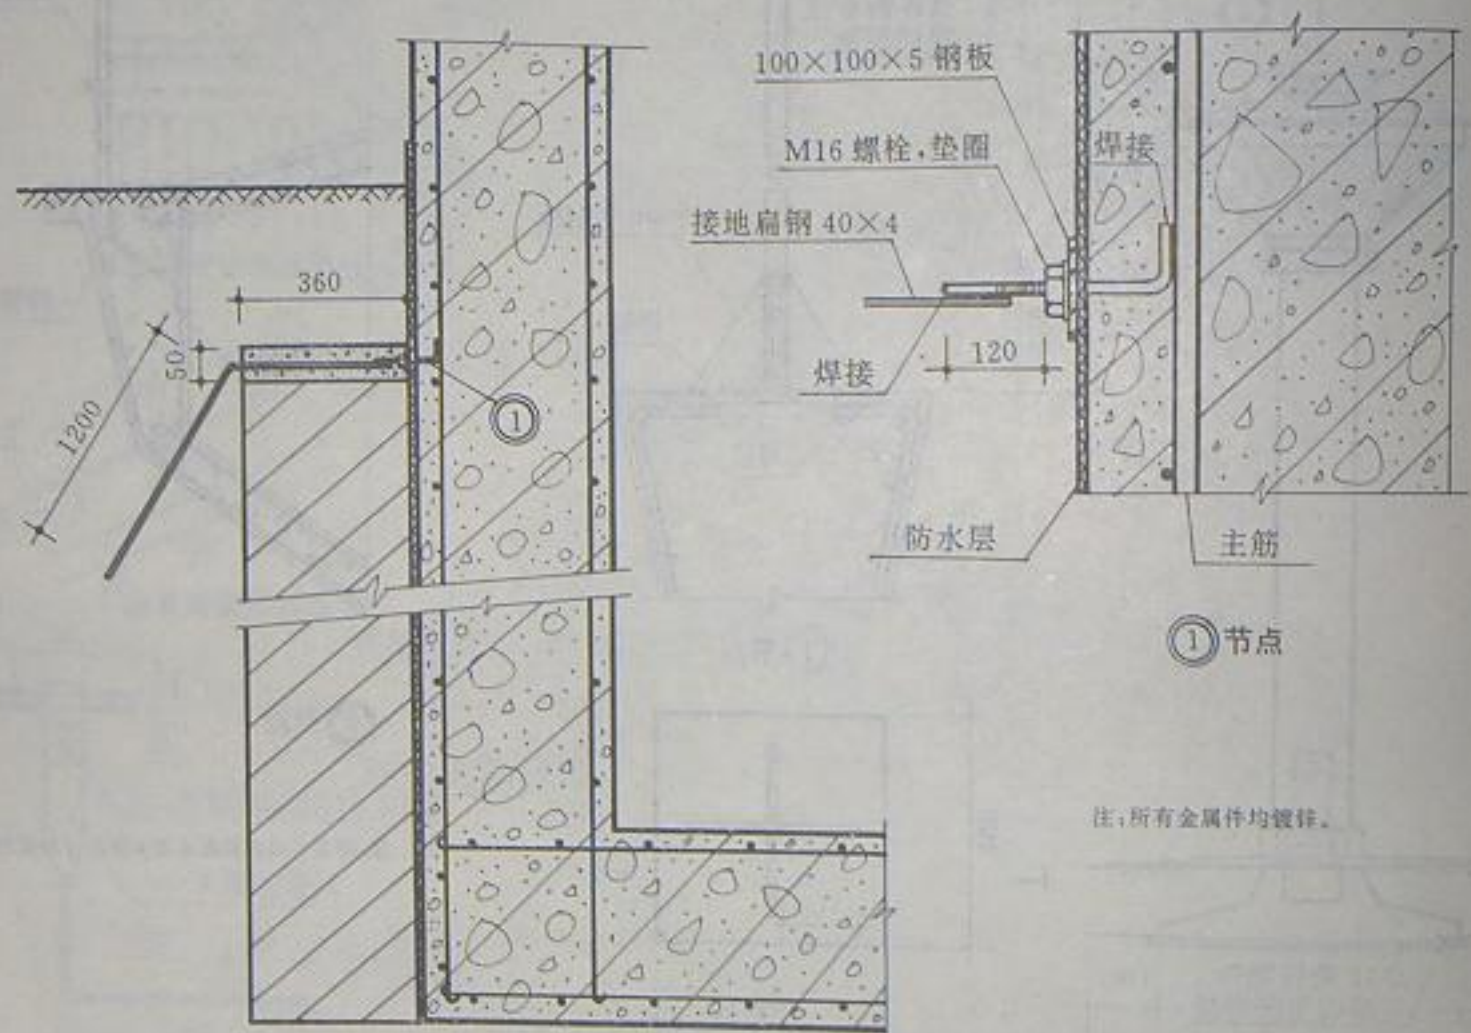 100×100×5 钢板
M16 螺栓,垫圈
焊接
接地扁钢 40×4
360
50
1200
120
焊接
①
防水层
主筋
① 节点
注:所有金属件均镀锌。